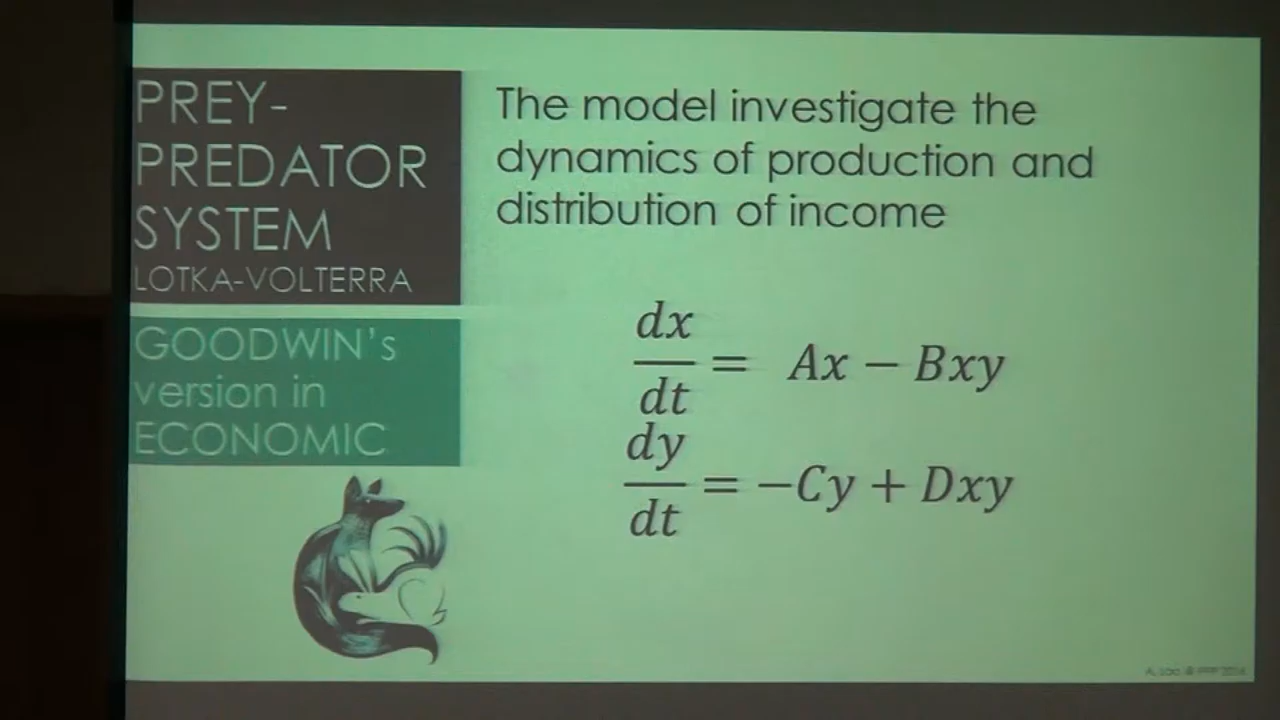 PREY-
PREDATOR
SYSTEM
LOTKA-VOLTERRA
GOODWIN's
version in
ECONOMIC
The model investigate the
dynamics of production and
distribution of income
dx/dt = Ax − Bxy
dy/dt = −Cy + Dxy